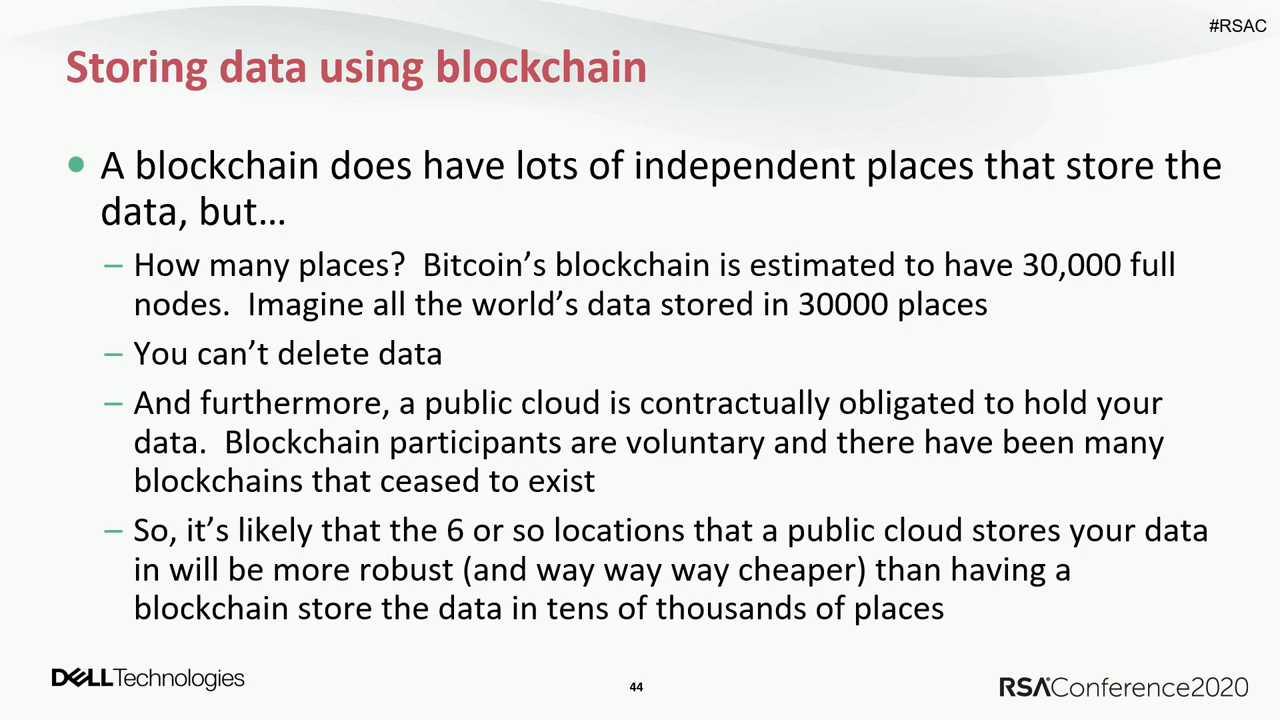 #RSAC
Storing data using blockchain
• A blockchain does have lots of independent places that store the
data, but…
– How many places?  Bitcoin’s blockchain is estimated to have 30,000 full
nodes.  Imagine all the world’s data stored in 30000 places
– You can’t delete data
– And furthermore, a public cloud is contractually obligated to hold your
data.  Blockchain participants are voluntary and there have been many
blockchains that ceased to exist
– So, it’s likely that the 6 or so locations that a public cloud stores your data
in will be more robust (and way way way cheaper) than having a
blockchain store the data in tens of thousands of places
DELLTechnologies
44
RSAConference2020